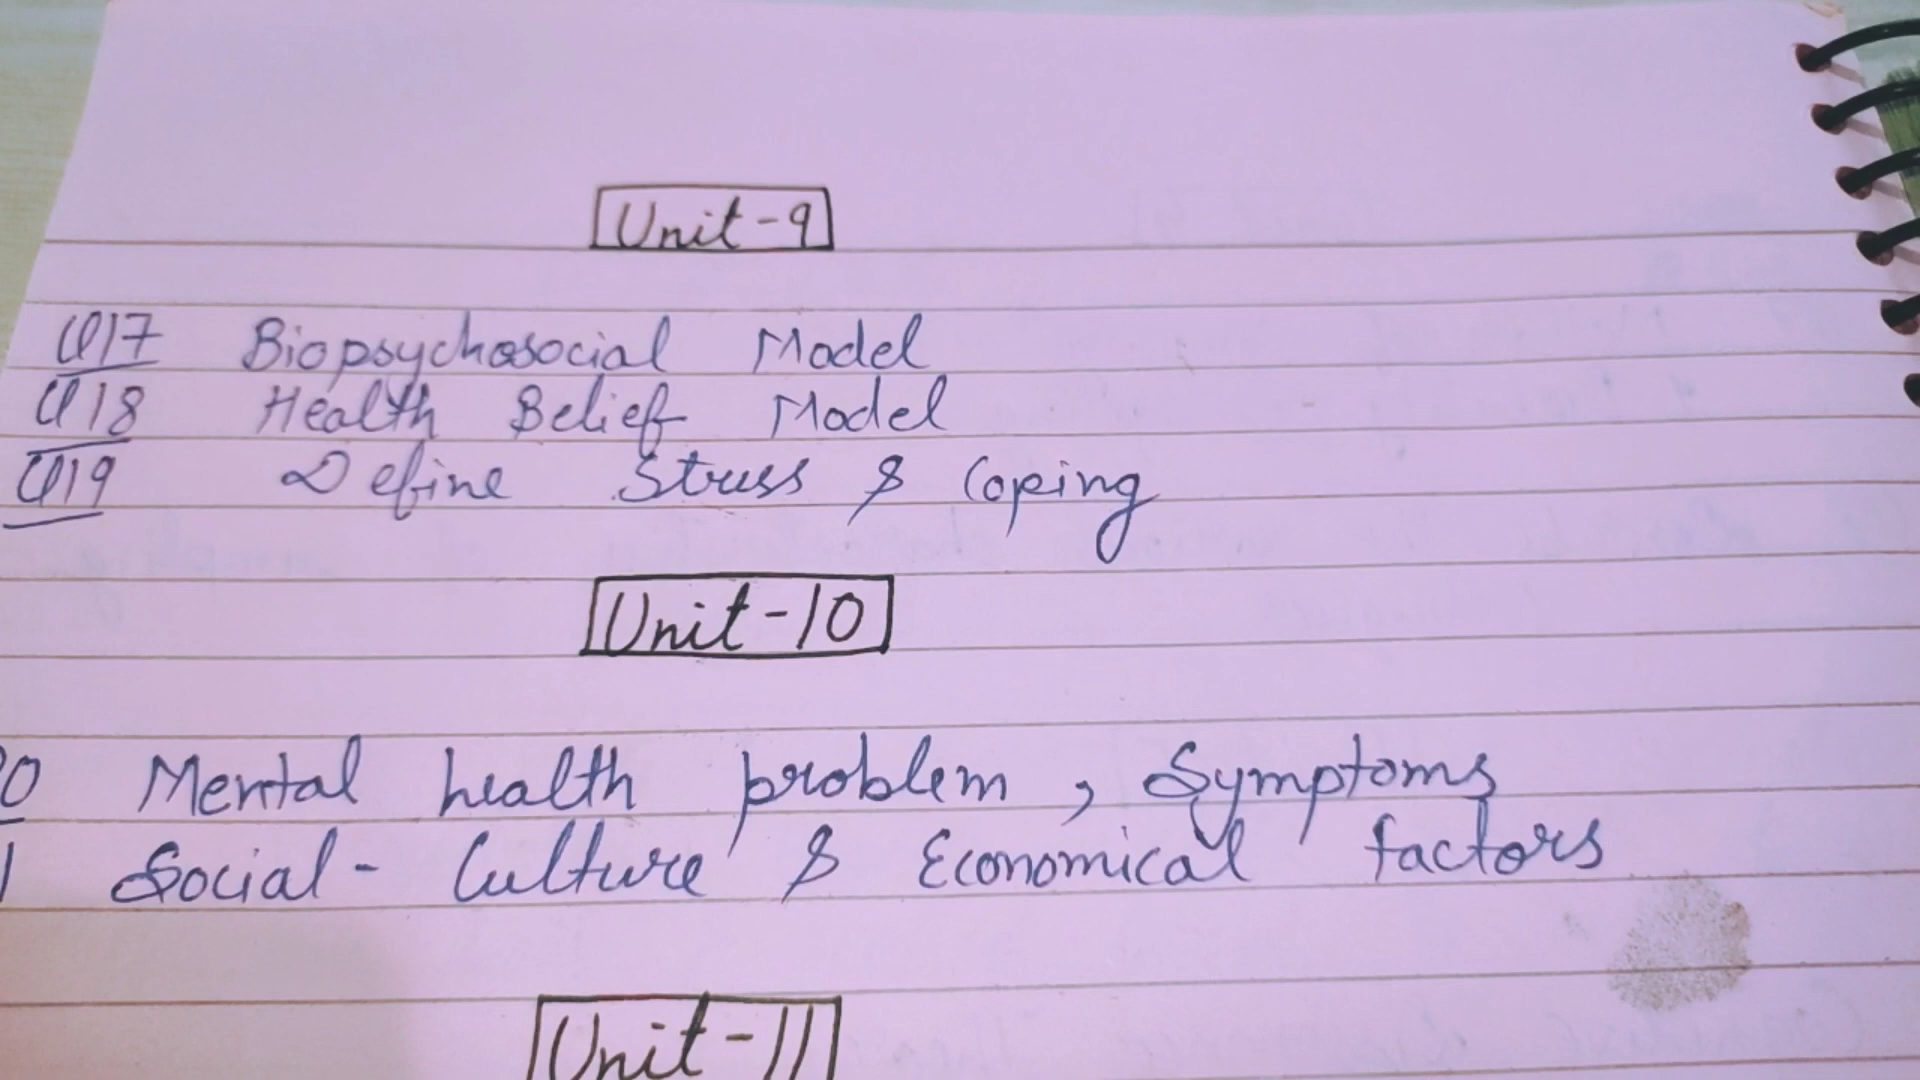 Unit-9
Q17 Biopsychosocial Model
Q18 Health Belief Model
Q19 Define Stress & Coping
Unit-10
0 Mental health problem, Symptoms
1 Social-Culture & Economical factors
Unit-11